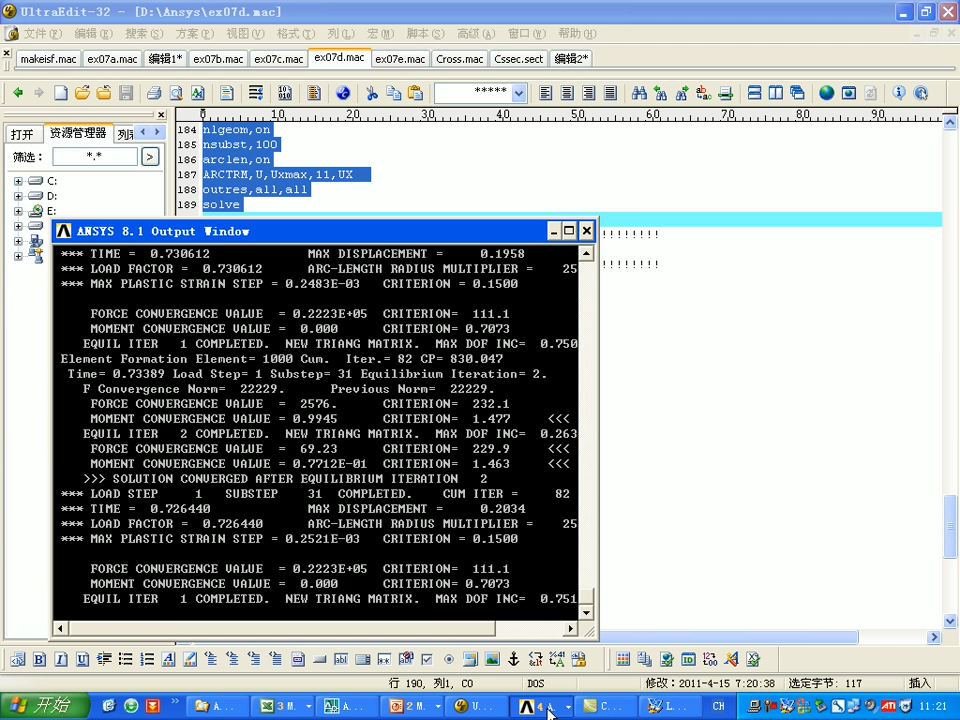 UltraEdit-32 - [D:\Ansys\ex07d.mac]
文件(F) 编辑(E) 搜索(S) 方案(P) 视图(V) 格式(T) 列(L) 宏(M) 脚本(S) 高级(A) 窗口(W) 帮助(H)
makeisf.mac ex07a.mac 编辑1* ex07b.mac ex07c.mac ex07d.mac ex07e.mac Cross.mac Cssec.sect 编辑2*
*****
打开 资源管理器 列
筛选: *.* >
C:
D:
E:
0 10 20 30 40 50 60 70 80 90
184 nlgeom,on
185 nsubst,100
186 arclen,on
187 ARCTRM,U,Uxmax,11,UX
188 outres,all,all
189 solve
!!!!!!!!
!!!!!!!!
ANSYS 8.1 Output Window
*** TIME = 0.730612 MAX DISPLACEMENT = 0.1958
*** LOAD FACTOR = 0.730612 ARC-LENGTH RADIUS MULTIPLIER = 25
*** MAX PLASTIC STRAIN STEP = 0.2483E-03 CRITERION = 0.1500
FORCE CONVERGENCE VALUE = 0.2223E+05 CRITERION= 111.1
MOMENT CONVERGENCE VALUE = 0.000 CRITERION= 0.7073
EQUIL ITER 1 COMPLETED. NEW TRIANG MATRIX. MAX DOF INC= 0.750
Element Formation Element= 1000 Cum. Iter.= 82 CP= 830.047
Time= 0.73389 Load Step= 1 Substep= 31 Equilibrium Iteration= 2.
F Convergence Norm= 22229. Previous Norm= 22229.
FORCE CONVERGENCE VALUE = 2576. CRITERION= 232.1
MOMENT CONVERGENCE VALUE = 0.9945 CRITERION= 1.477 <<<
EQUIL ITER 2 COMPLETED. NEW TRIANG MATRIX. MAX DOF INC= 0.263
FORCE CONVERGENCE VALUE = 69.23 CRITERION= 229.9 <<<
MOMENT CONVERGENCE VALUE = 0.7712E-01 CRITERION= 1.463 <<<
>>> SOLUTION CONVERGED AFTER EQUILIBRIUM ITERATION 2
*** LOAD STEP 1 SUBSTEP 31 COMPLETED. CUM ITER = 82
*** TIME = 0.726440 MAX DISPLACEMENT = 0.2034
*** LOAD FACTOR = 0.726440 ARC-LENGTH RADIUS MULTIPLIER = 25
*** MAX PLASTIC STRAIN STEP = 0.2521E-03 CRITERION = 0.1500
FORCE CONVERGENCE VALUE = 0.2223E+05 CRITERION= 111.1
MOMENT CONVERGENCE VALUE = 0.000 CRITERION= 0.7073
EQUIL ITER 1 COMPLETED. NEW TRIANG MATRIX. MAX DOF INC= 0.751
行 190, 列1, C0 DOS 修改: 2011-4-15 7:20:38 选定字节: 117 插入
开始 A... 3 M. A... 2 M. U... 4 C... L... CH 11:21